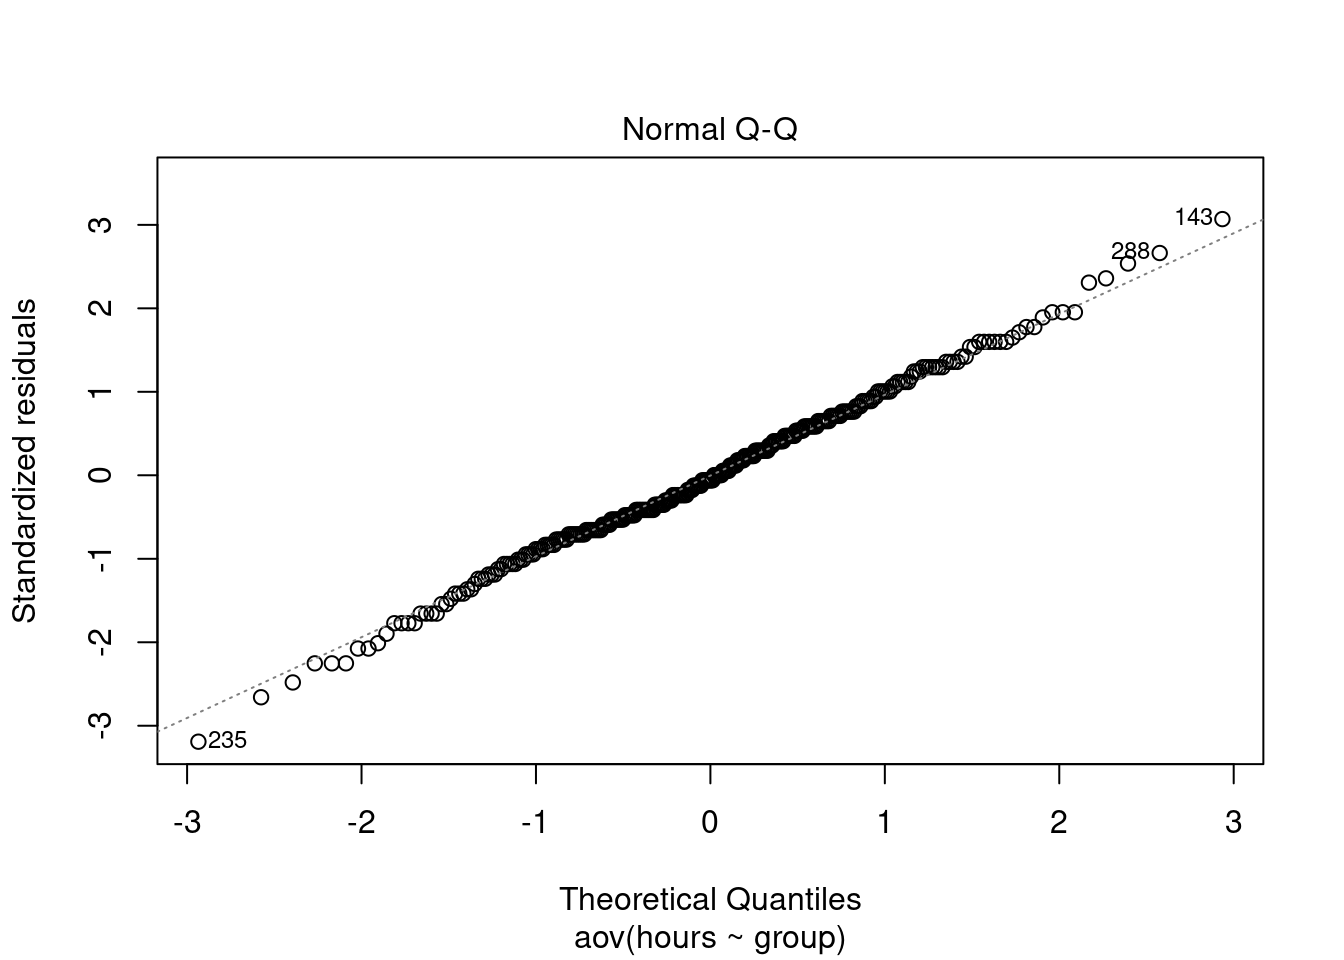 Normal Q-Q
Standardized residuals
3
2
1
0
-1
-2
-3
143
288
235
-3 -2 -1 0 1 2 3
Theoretical Quantiles
aov(hours ~ group)